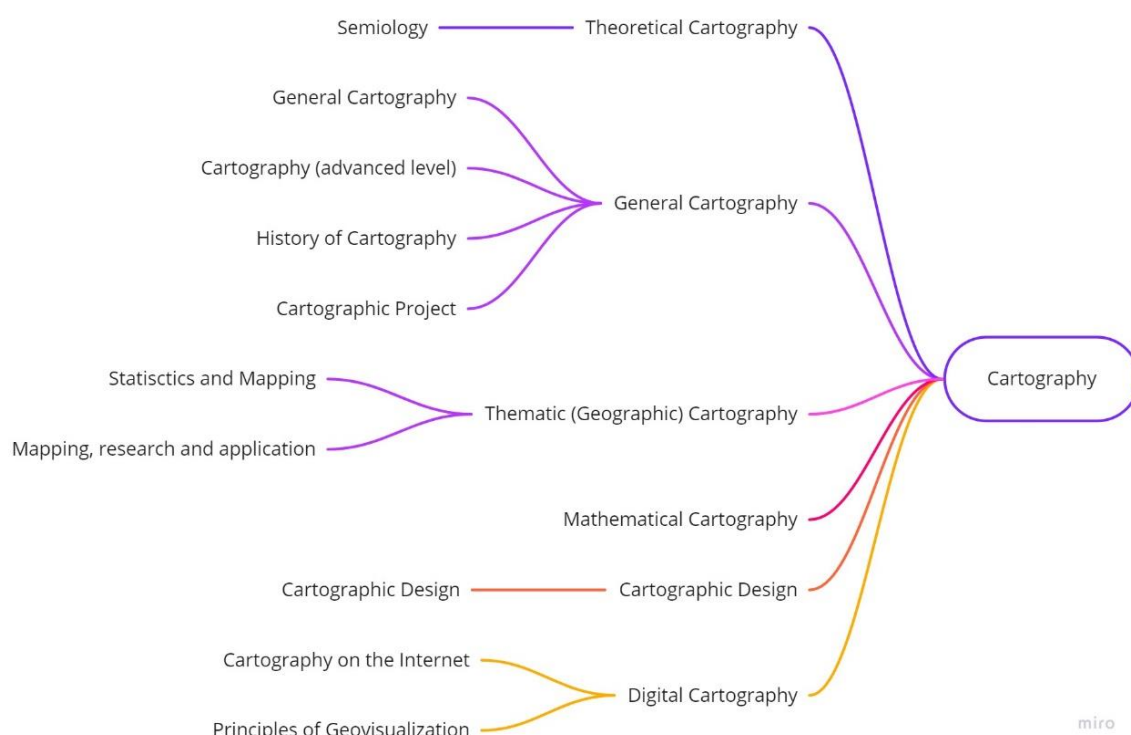 Semiology
Theoretical Cartography
General Cartography
Cartography (advanced level)
History of Cartography
Cartographic Project
General Cartography
Statisctics and Mapping
Mapping, research and application
Thematic (Geographic) Cartography
Mathematical Cartography
Cartographic Design
Cartographic Design
Cartography on the Internet
Principles of Geovisualization
Digital Cartography
Cartography
miro